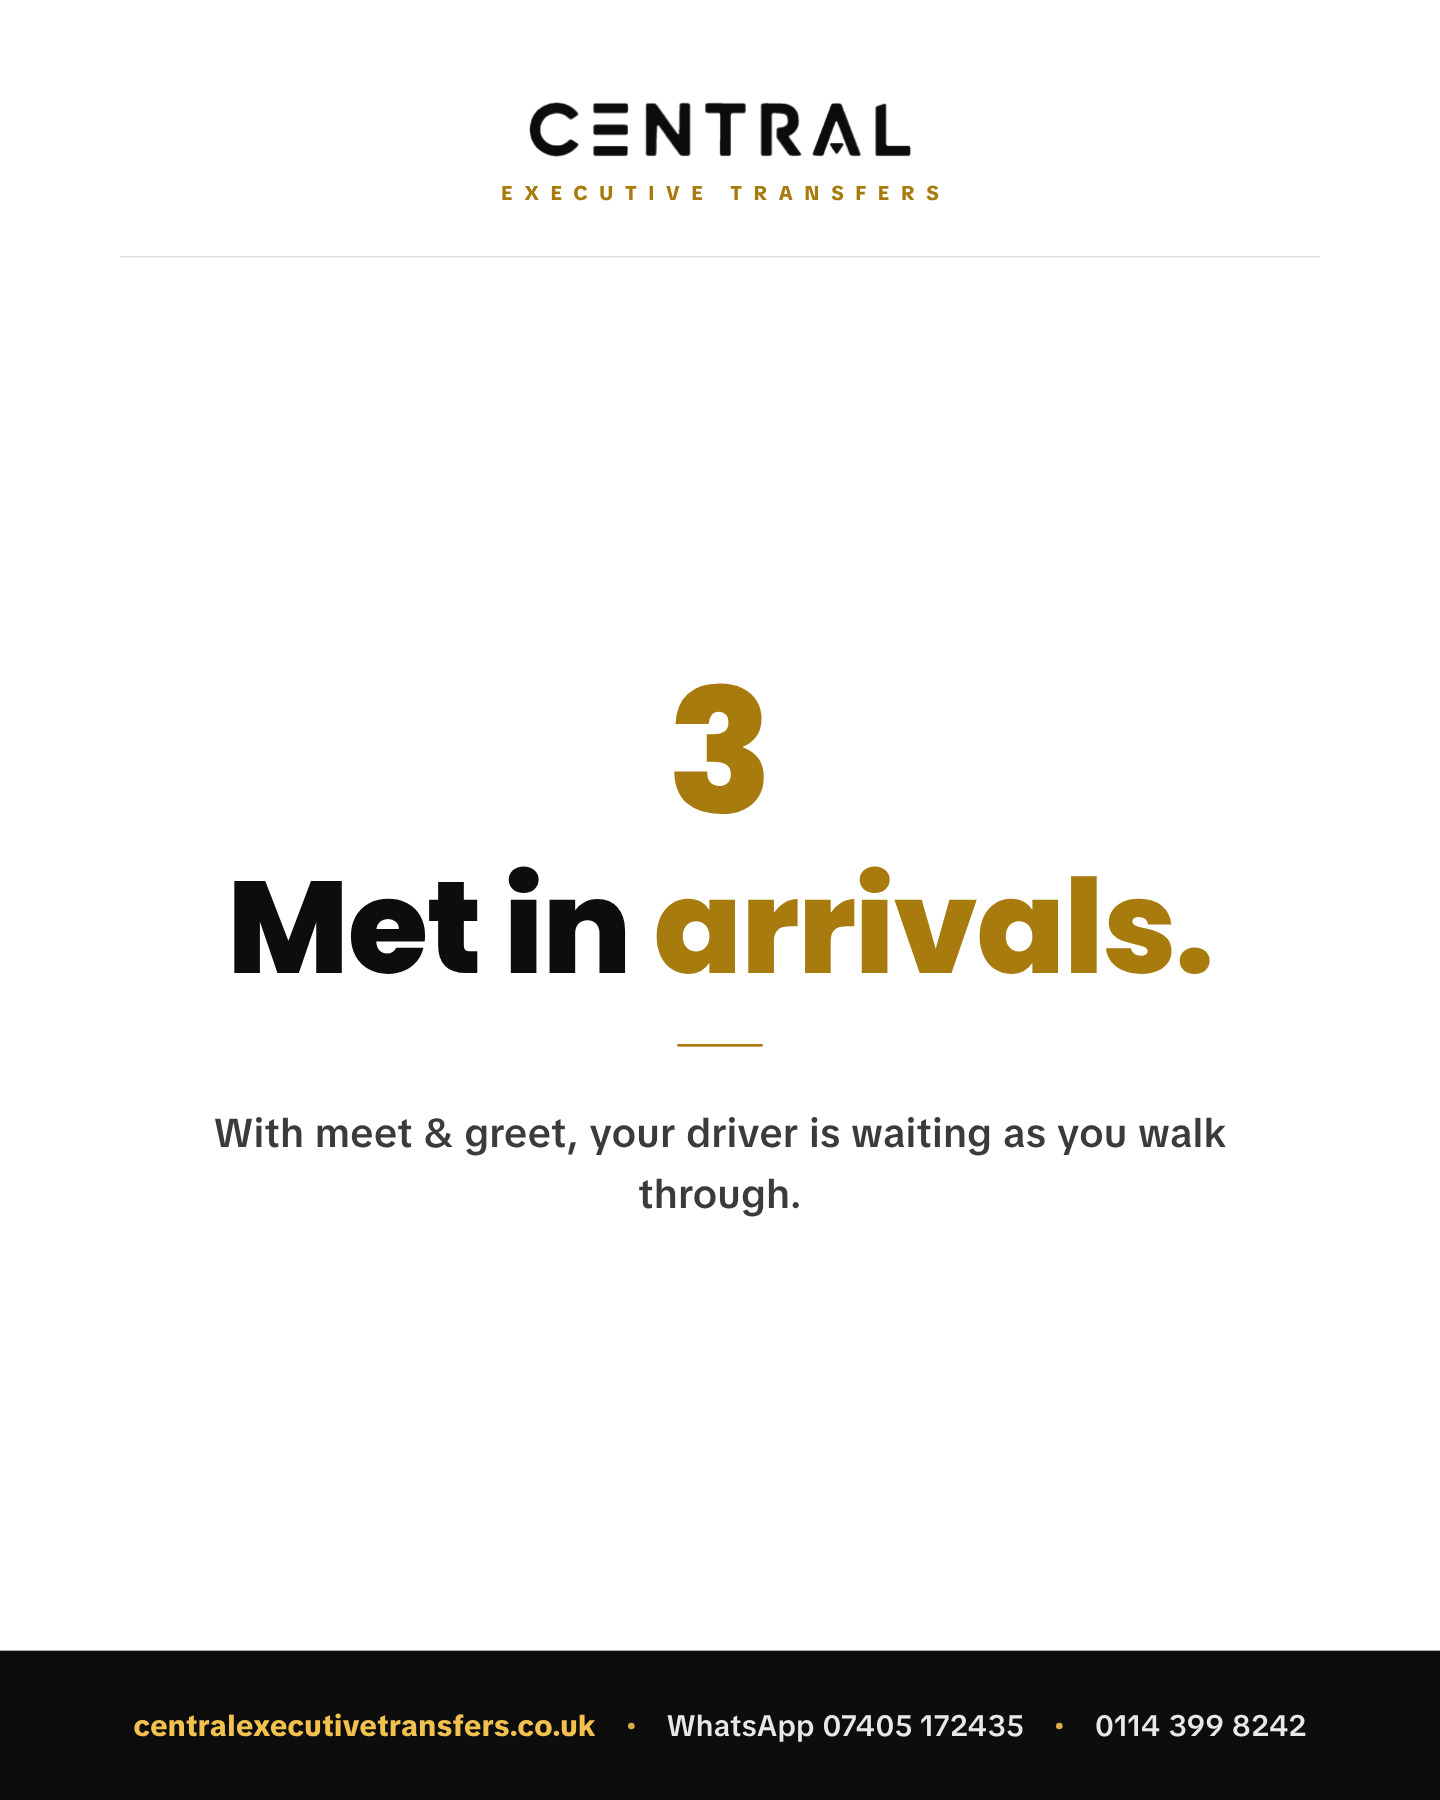 CENTRAL
EXECUTIVE TRANSFERS
3
Met in arrivals.
With meet & greet, your driver is waiting as you walk
through.
centralexecutivetransfers.co.uk • WhatsApp 07405 172435 • 0114 399 8242